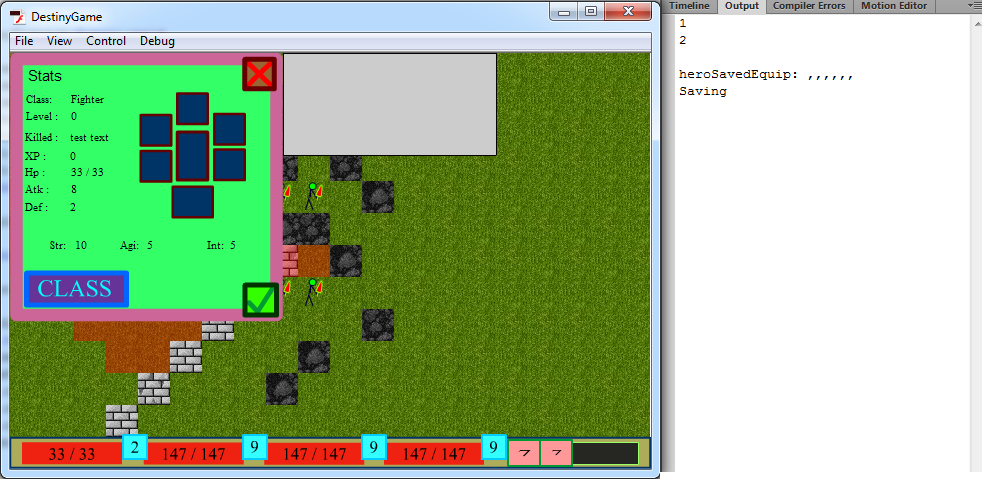 DestinyGame
File View Control Debug
Stats
Class: Fighter
Level : 0
Killed : test text
XP : 0
Hp : 33 / 33
Atk : 8
Def : 2
Str: 10 Agi: 5 Int: 5
CLASS
33 / 33 2 147 / 147 9 147 / 147 9 147 / 147 9
Timeline Output Compiler Errors Motion Editor
1
2
heroSavedEquip: ,,,,,,
Saving